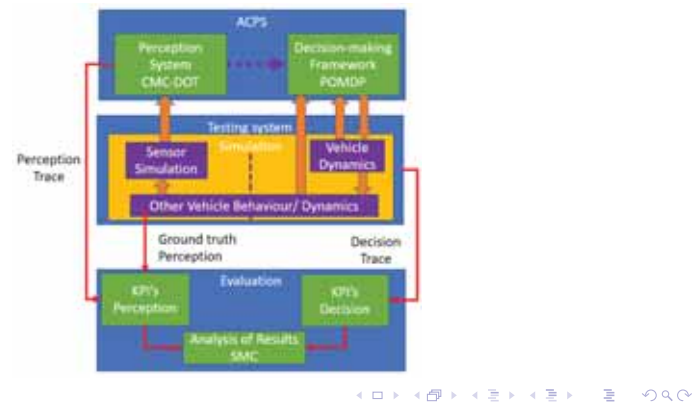 ACPS
Perception
System
CMC-DOT
Decision-making
Framework
POMDP
Testing system
Simulation
Sensor
Simulation
Vehicle
Dynamics
Other Vehicle Behaviour/ Dynamics
Perception
Trace
Ground truth
Perception
Decision
Trace
Evaluation
KPI's
Perception
KPI's
Decision
Analysis of Results
SMC